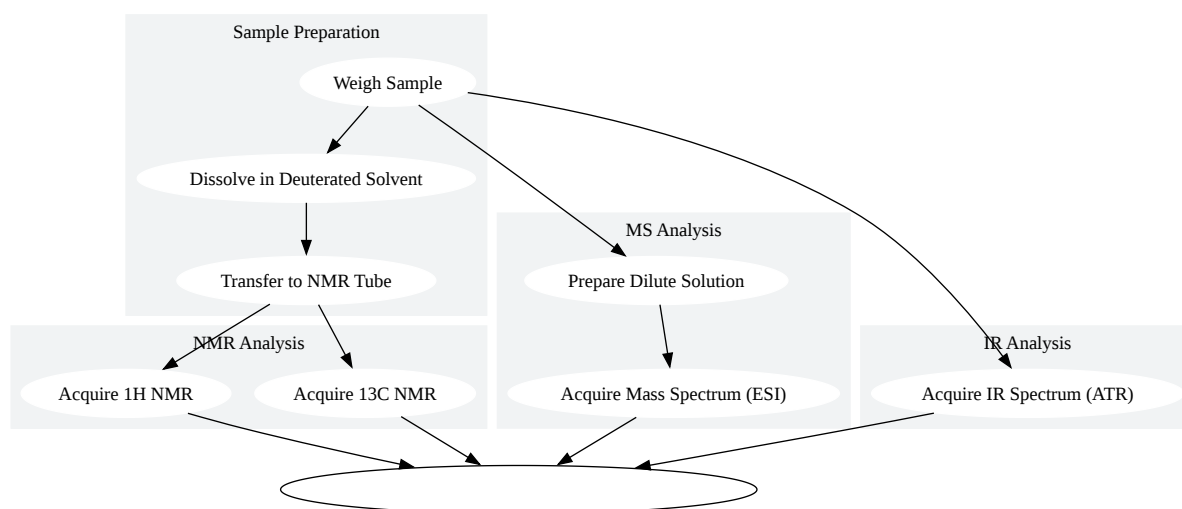 Sample Preparation
Weigh Sample
Dissolve in Deuterated Solvent
MS Analysis
Transfer to NMR Tube
Prepare Dilute Solution
NMR Analysis
IR Analysis
Acquire 1H NMR
Acquire 13C NMR
Acquire Mass Spectrum (ESI)
Acquire IR Spectrum (ATR)